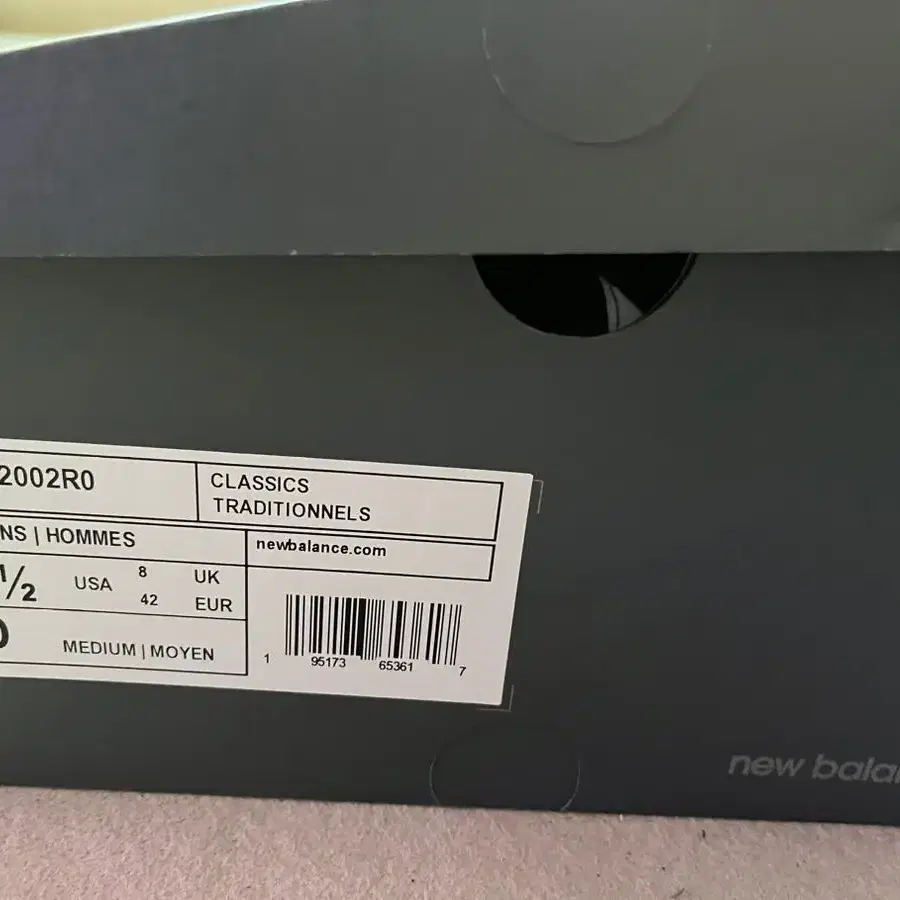 2002R0
CLASSICS
TRADITIONNELS
NS | HOMMES
newbalance.com
½ USA 8 UK
42 EUR
MEDIUM | MOYEN
1 95173 65361 7
new bala